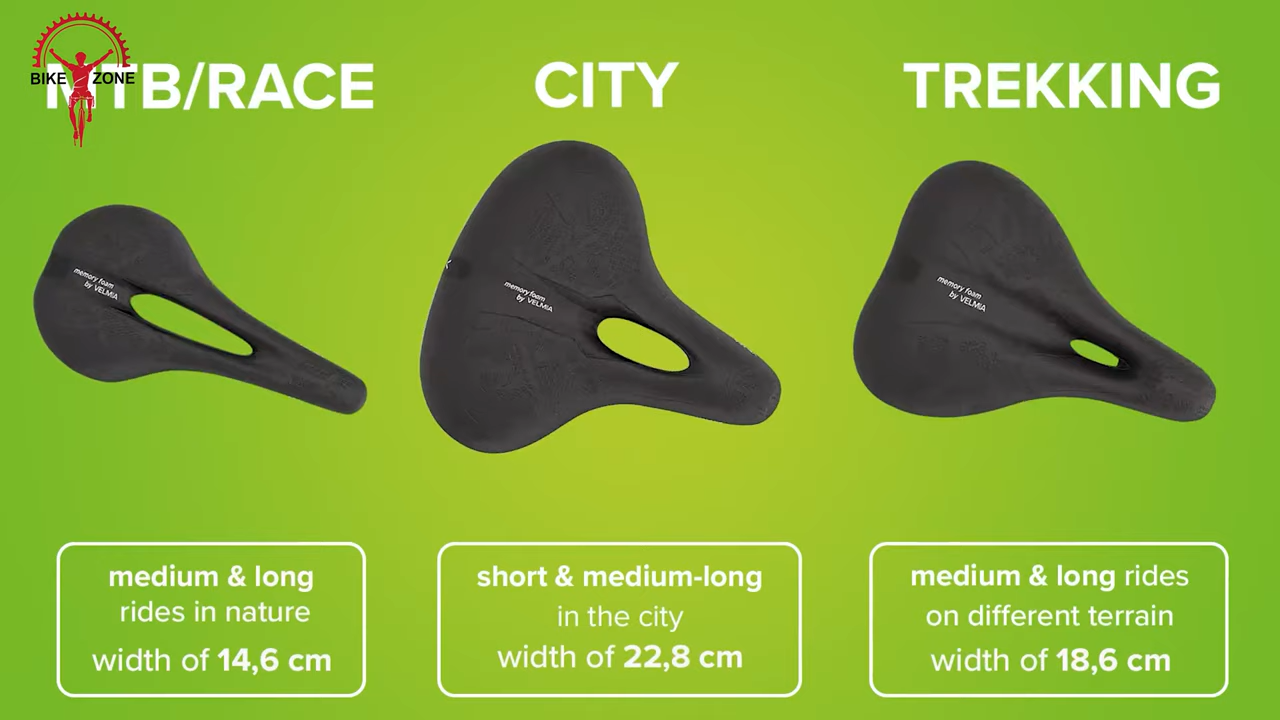 BIKE ZONE
MTB/RACE
CITY
TREKKING
memory foam
by VELMIA
memory foam
by VELMIA
memory foam
by VELMIA
medium & long
rides in nature
width of 14,6 cm
short & medium-long
in the city
width of 22,8 cm
medium & long rides
on different terrain
width of 18,6 cm